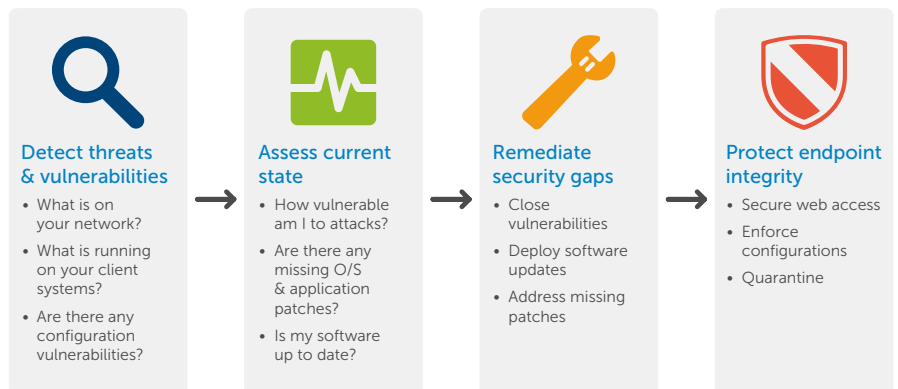 Detect threats
& vulnerabilities
• What is on
your network?
• What is running
on your client
systems?
• Are there any
configuration
vulnerabilities?
Assess current
state
• How vulnerable
am I to attacks?
• Are there any
missing O/S
& application
patches?
• Is my software
up to date?
Remediate
security gaps
• Close
vulnerabilities
• Deploy software
updates
• Address missing
patches
Protect endpoint
integrity
• Secure web access
• Enforce
configurations
• Quarantine